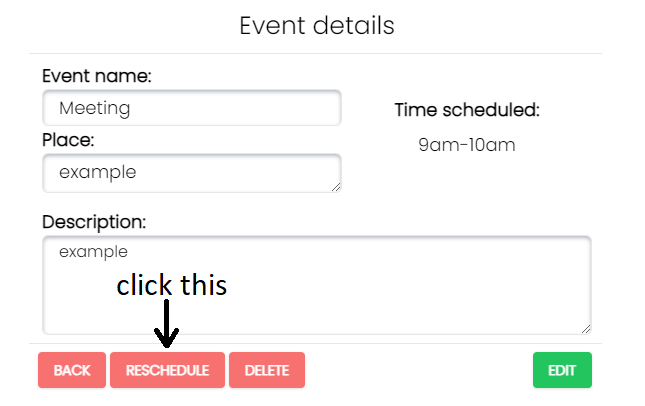 Event details
Event name:
Meeting
Time scheduled:
9am-10am
Place:
example
Description:
example
click this
BACK
RESCHEDULE
DELETE
EDIT